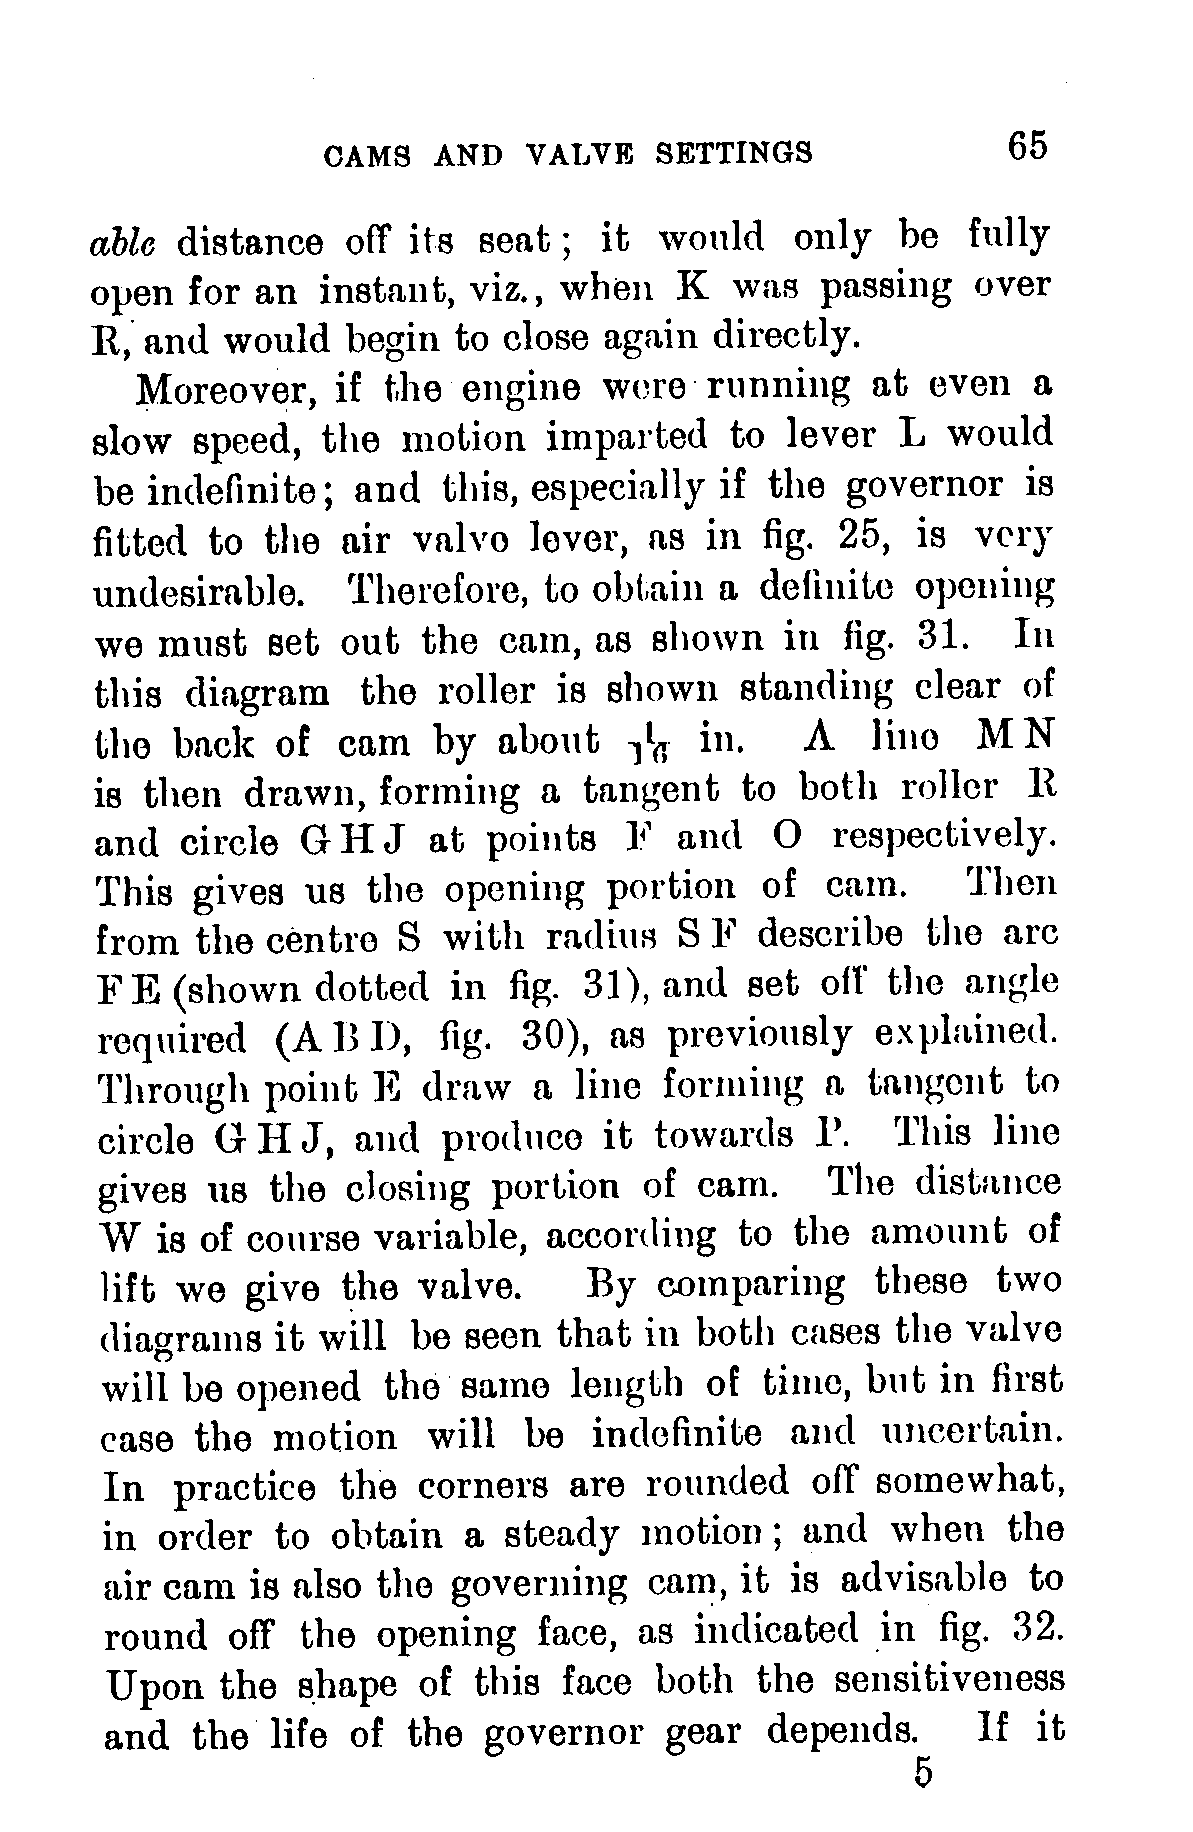 CAMS AND VALVE SETTINGS 65
able distance off its seat; it would only be fully
open for an instant, viz., when K was passing over
R, and would begin to close again directly.
Moreover, if the engine were running at even a
slow speed, the motion imparted to lever L would
be indefinite; and this, especially if the governor is
fitted to the air valve lever, as in fig. 25, is very
undesirable. Therefore, to obtain a definite opening
we must set out the cam, as shown in fig. 31. In
this diagram the roller is shown standing clear of
the back of cam by about 1/16 in. A line M N
is then drawn, forming a tangent to both roller R
and circle G H J at points F and O respectively.
This gives us the opening portion of cam. Then
from the centre S with radius S F describe the arc
F E (shown dotted in fig. 31), and set off the angle
required (A B D, fig. 30), as previously explained.
Through point E draw a line forming a tangent to
circle G H J, and produce it towards P. This line
gives us the closing portion of cam. The distance
W is of course variable, according to the amount of
lift we give the valve. By comparing these two
diagrams it will be seen that in both cases the valve
will be opened the same length of time, but in first
case the motion will be indefinite and uncertain.
In practice the corners are rounded off somewhat,
in order to obtain a steady motion; and when the
air cam is also the governing cam, it is advisable to
round off the opening face, as indicated in fig. 32.
Upon the shape of this face both the sensitiveness
and the life of the governor gear depends. If it
5